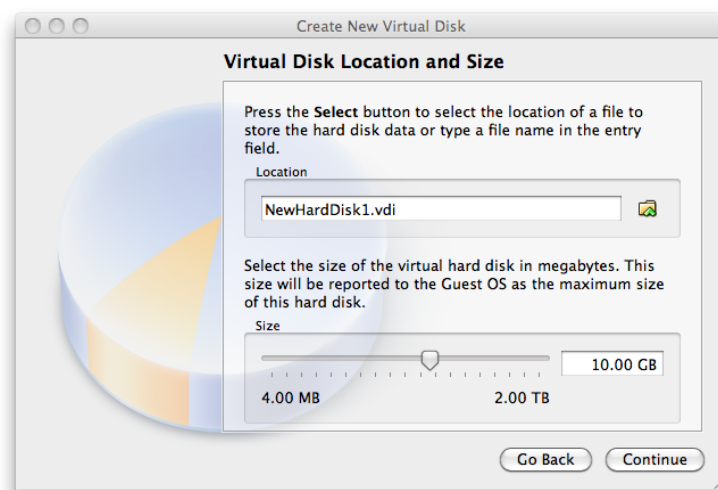 Create New Virtual Disk
Virtual Disk Location and Size
Press the Select button to select the location of a file to
store the hard disk data or type a file name in the entry
field.
Location
NewHardDisk1.vdi
Select the size of the virtual hard disk in megabytes. This
size will be reported to the Guest OS as the maximum size
of this hard disk.
Size
10.00 GB
4.00 MB 2.00 TB
Go Back Continue